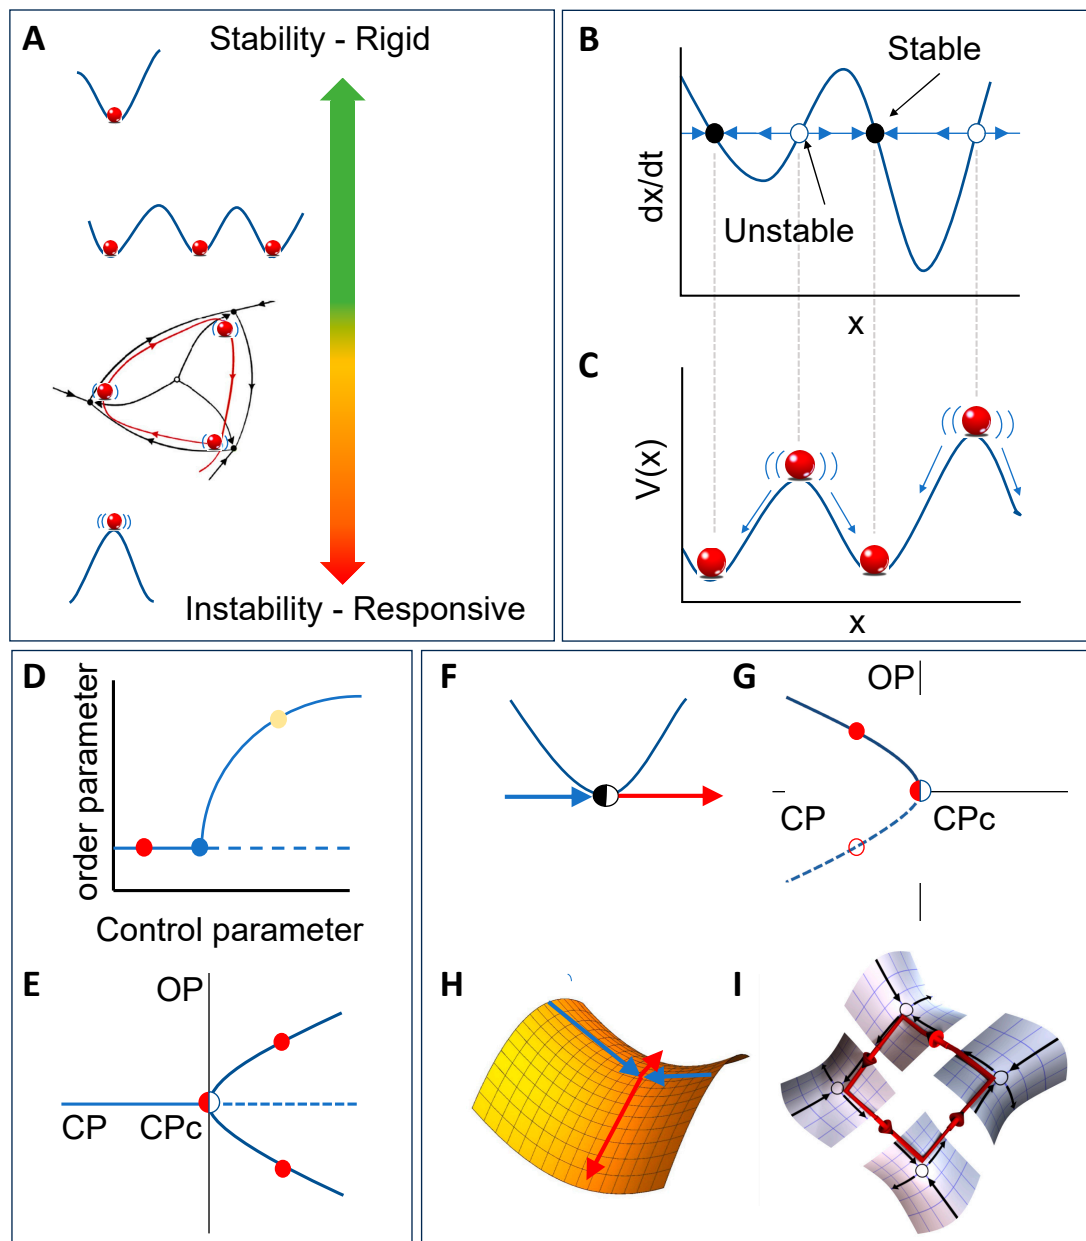 A
Stability - Rigid
Instability - Responsive
B
Stable
Unstable
dx/dt
x
C
V(x)
x
D
order parameter
Control parameter
E
OP
CP
CPc
F
G
OP
CP
CPc
H
I